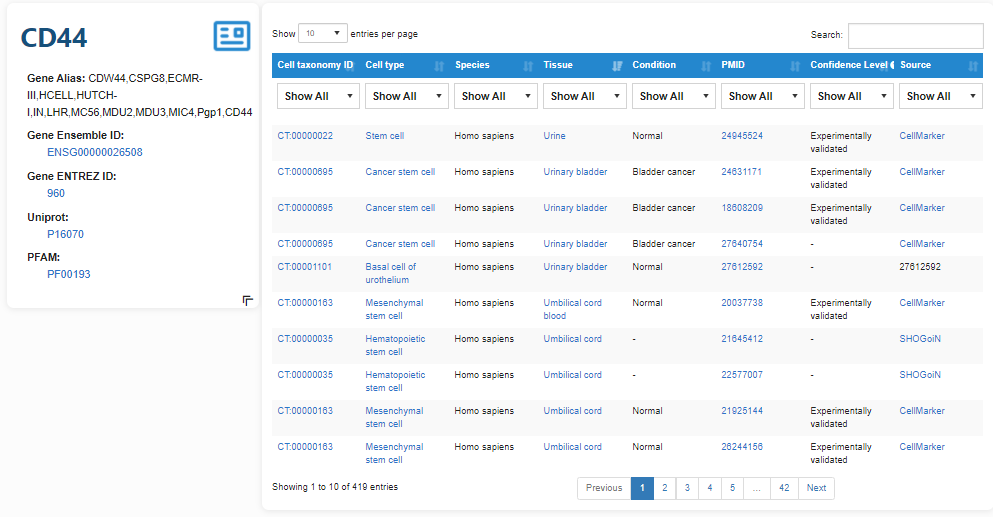 CD44
Gene Alias: CDW44,CSPG8,ECMR-
III,HCELL,HUTCH-
I,IN,LHR,MC56,MDU2,MDU3,MIC4,Pgp1,CD44
Gene Ensemble ID:
ENSG00000026508
Gene ENTREZ ID:
960
Uniprot:
P16070
PFAM:
PF00193
Show 10 entries per page
Search:
Cell taxonomy ID Cell type Species Tissue Condition PMID Confidence Level Source
Show All Show All Show All Show All Show All Show All Show All Show All
CT:00000022 Stem cell Homo sapiens Urine Normal 24945524 Experimentally CellMarker
validated
CT:00000695 Cancer stem cell Homo sapiens Urinary bladder Bladder cancer 24631171 Experimentally CellMarker
validated
CT:00000695 Cancer stem cell Homo sapiens Urinary bladder Bladder cancer 18608209 Experimentally CellMarker
validated
CT:00000695 Cancer stem cell Homo sapiens Urinary bladder Bladder cancer 27640754 - CellMarker
CT:00001101 Basal cell of Homo sapiens Urinary bladder Normal 27612592 - 27612592
urothelium
CT:00000163 Mesenchymal Homo sapiens Umbilical cord Normal 20037738 Experimentally CellMarker
stem cell blood validated
CT:00000035 Hematopoietic Homo sapiens Umbilical cord - 21645412 SHOGoiN
stem cell
CT:00000035 Hematopoietic Homo sapiens Umbilical cord - 22577007 SHOGoiN
stem cell
CT:00000163 Mesenchymal Homo sapiens Umbilical cord Normal 21925144 Experimentally CellMarker
stem cell validated
CT:00000163 Mesenchymal Homo sapiens Umbilical cord Normal 26244156 Experimentally CellMarker
stem cell validated
Showing 1 to 10 of 419 entries
Previous 1 2 3 4 5 ... 42 Next